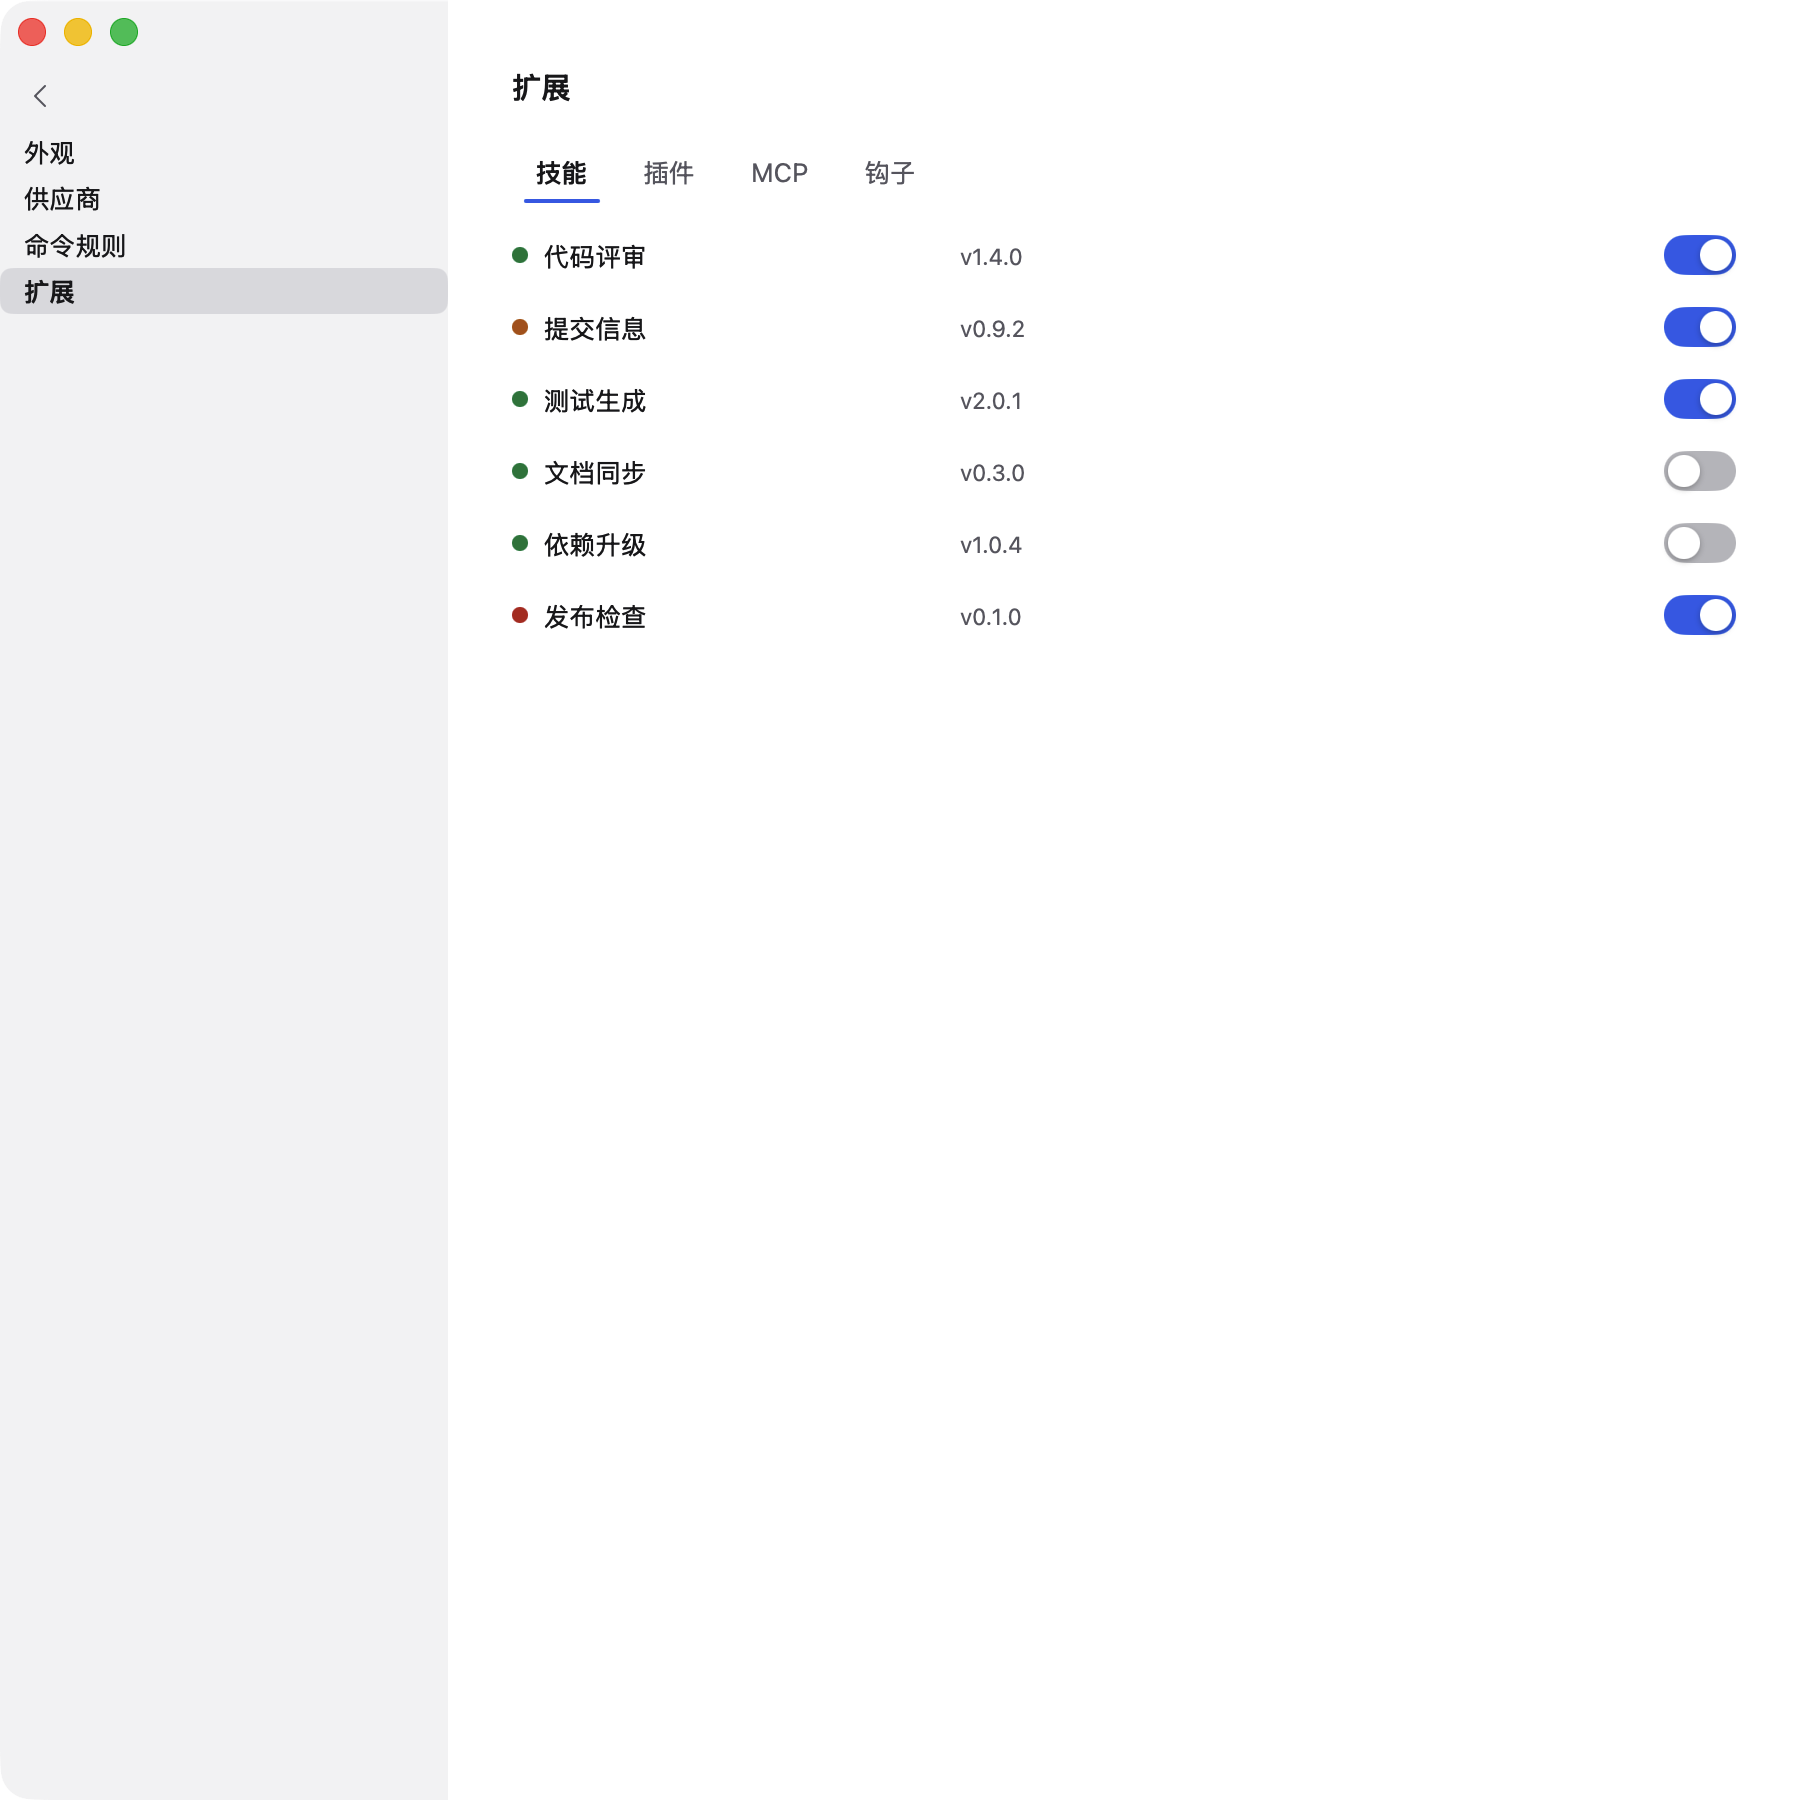 外观
供应商
命令规则
扩展
扩展
技能 插件 MCP 钩子
代码评审 v1.4.0
提交信息 v0.9.2
测试生成 v2.0.1
文档同步 v0.3.0
依赖升级 v1.0.4
发布检查 v0.1.0